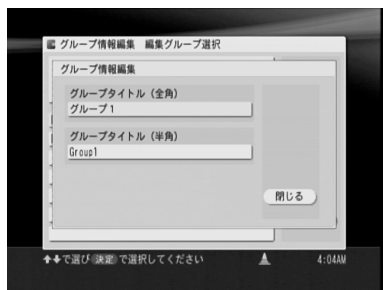 グループ情報編集 編集グループ選択
グループ情報編集
グループタイトル（全角）
グループ1
グループタイトル（半角）
Group1
閉じる
で選び 決定 で選択してください 4:04AM